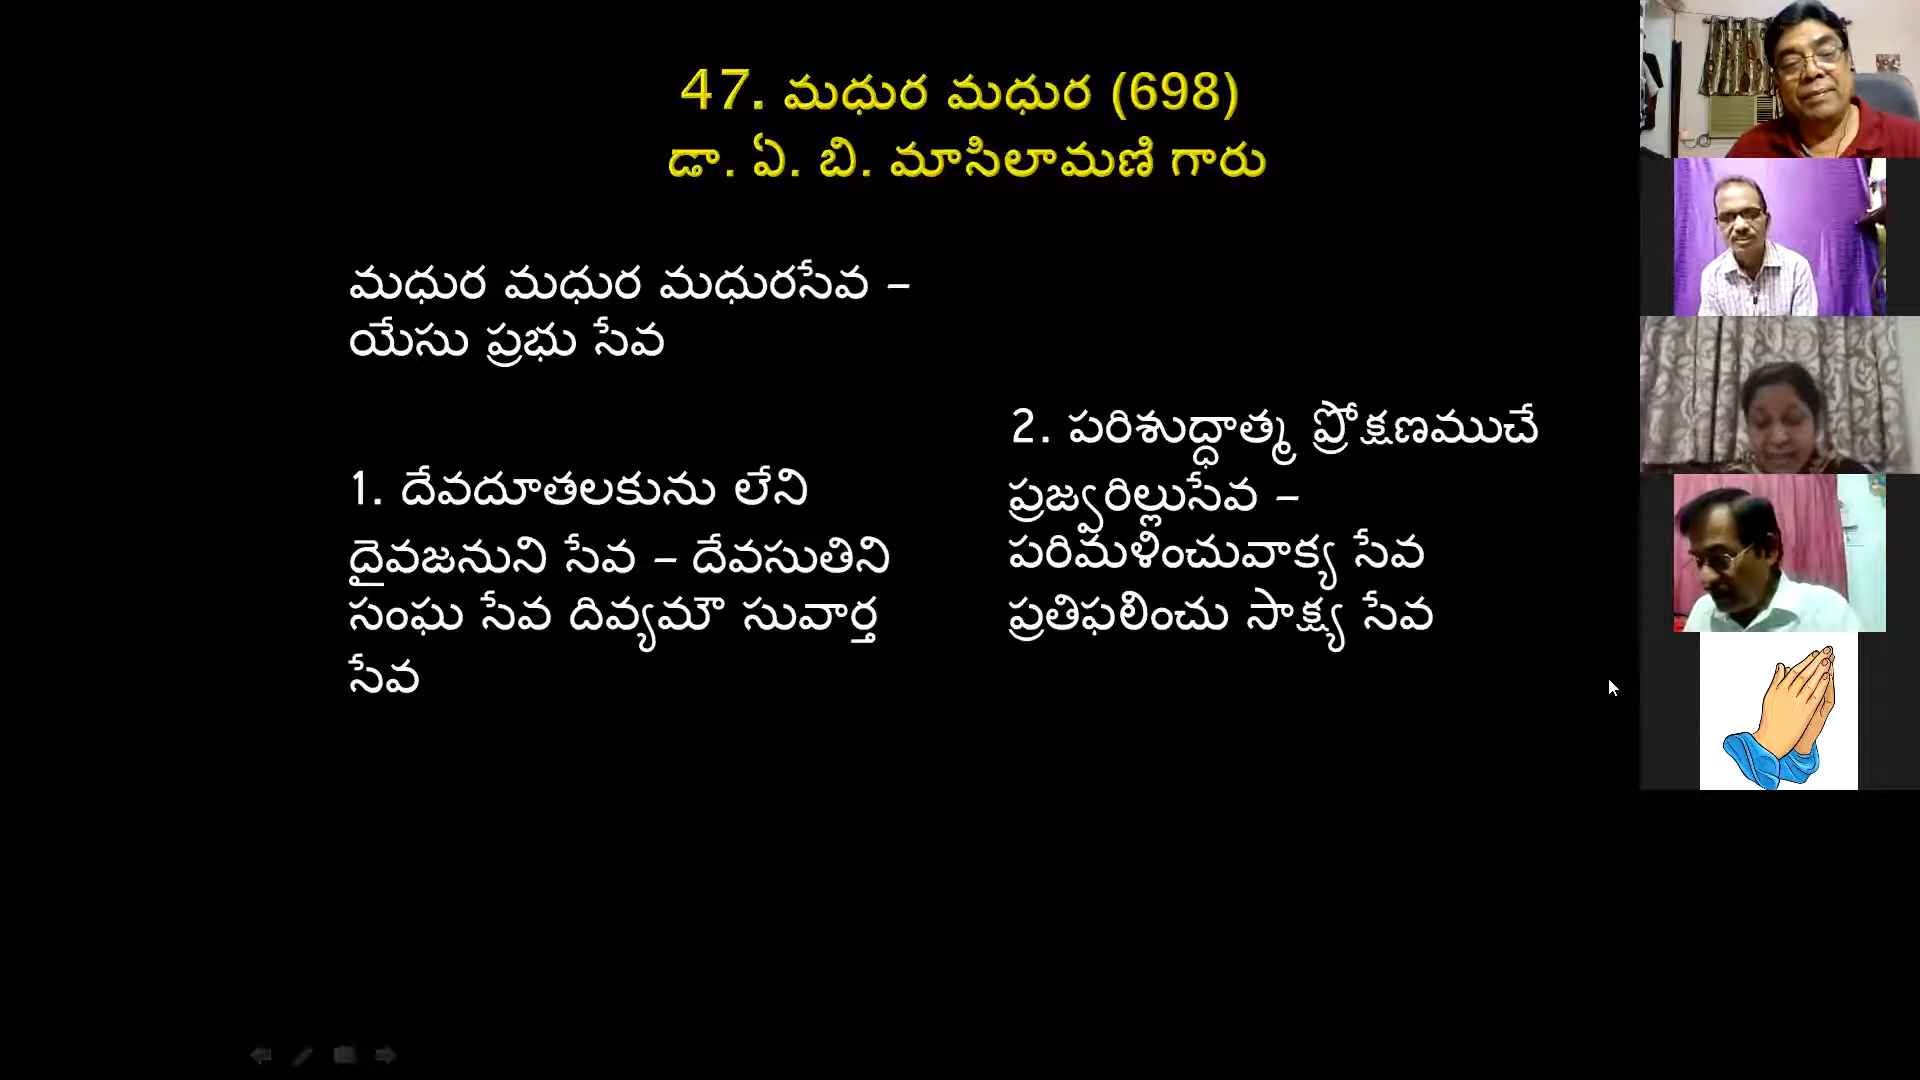 47. మధుర మధుర (698)
డా. ఏ. బి. మాసిలామణి గారు
మధుర మధుర మధురసేవ –
యేసు ప్రభు సేవ
1. దేవదూతలకును లేని
దైవజనుని సేవ – దేవసుతిని
సంఘ సేవ దివ్యమౌ సువార్త
సేవ
2. పరిశుద్ధాత్మ ప్రోక్షణముచే
ప్రజ్వరిల్లుసేవ –
పరిమళించువాక్య సేవ
ప్రతిఫలించు సాక్ష్య సేవ